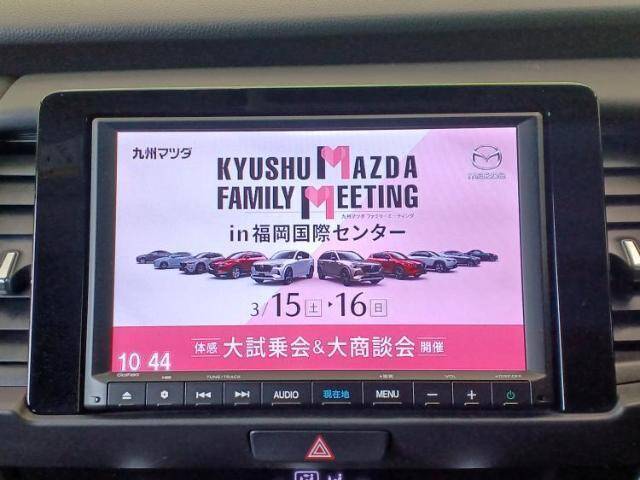 九州マツダ
KYUSHU MAZDA
FAMILY MEETING
九州マツダ ファミリーミーティング
in 福岡国際センター
mazda
3/15土▶16日
体感 大試乗会&大商談会 開催
10 44
TUNE/TRACK
VOL
AUDIO
現在地
MENU